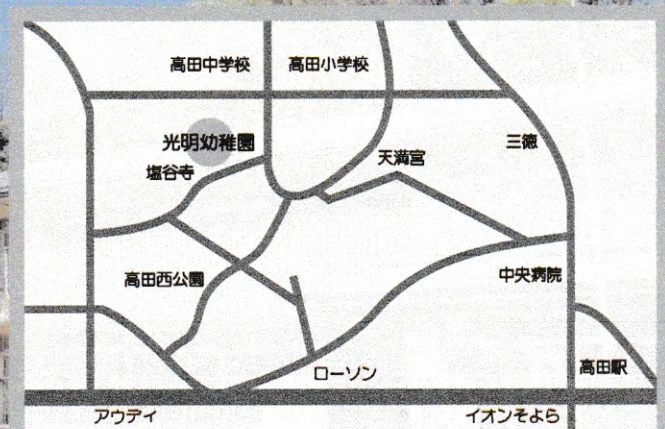 高田中学校
高田小学校
光明幼稚園
塩谷寺
天満宮
三徳
高田西公園
中央病院
ローソン
高田駅
アウディ
イオンそよら